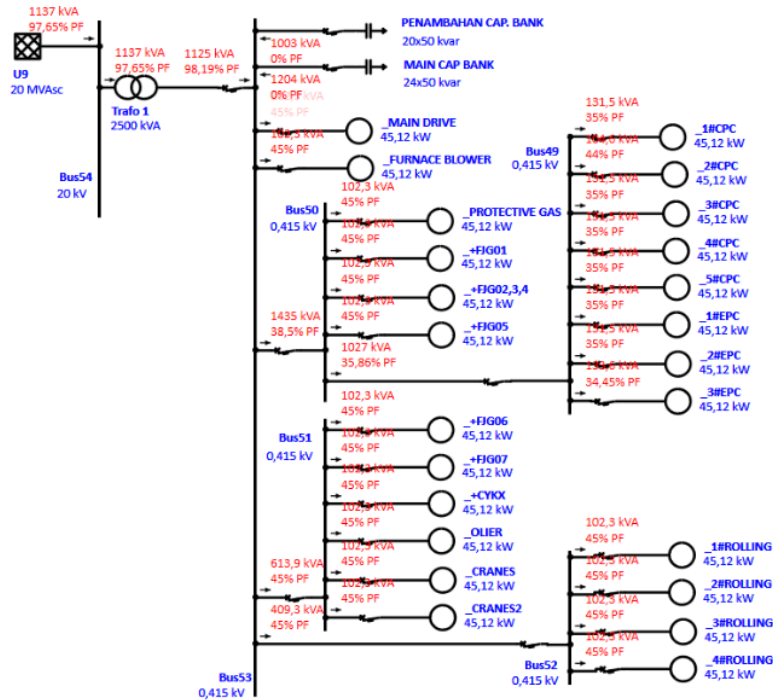 1137 kVA
97,65% PF
U9
20 MVAsc
1137 kVA
97,65% PF
Trafo 1
2500 kVA
Bus54
20 kV
1125 kVA
98,19% PF
PENAMBAHAN CAP. BANK
20x50 kvar
1003 kVA
0% PF
MAIN CAP BANK
24x50 kvar
1204 kVA
0% PF
45% PF
_MAIN DRIVE
45,12 kW
45% PF
_FURNACE BLOWER
45,12 kW
Bus50
0,415 kV
102,3 kVA
45% PF
_PROTECTIVE GAS
45,12 kW
45% PF
_+FJG01
45,12 kW
45% PF
_+FJG02,3,4
45,12 kW
45% PF
_+FJG05
45,12 kW
1435 kVA
38,5% PF
1027 kVA
35,86% PF
Bus49
0,415 kV
131,5 kVA
35% PF
_1#CPC
45,12 kW
44% PF
_2#CPC
45,12 kW
35% PF
_3#CPC
45,12 kW
35% PF
_4#CPC
45,12 kW
35% PF
_5#CPC
45,12 kW
35% PF
_1#EPC
45,12 kW
35% PF
_2#EPC
45,12 kW
34,45% PF
_3#EPC
45,12 kW
Bus51
0,415 kV
102,3 kVA
45% PF
_+FJG06
45,12 kW
45% PF
_+FJG07
45,12 kW
45% PF
_+CYKX
45,12 kW
45% PF
_OLIER
45,12 kW
45% PF
_CRANES
45,12 kW
45% PF
_CRANES2
45,12 kW
613,9 kVA
45% PF
409,3 kVA
45% PF
Bus53
0,415 kV
102,3 kVA
45% PF
_1#ROLLING
45,12 kW
45% PF
_2#ROLLING
45,12 kW
45% PF
_3#ROLLING
45,12 kW
45% PF
_4#ROLLING
45,12 kW
Bus52
0,415 kV